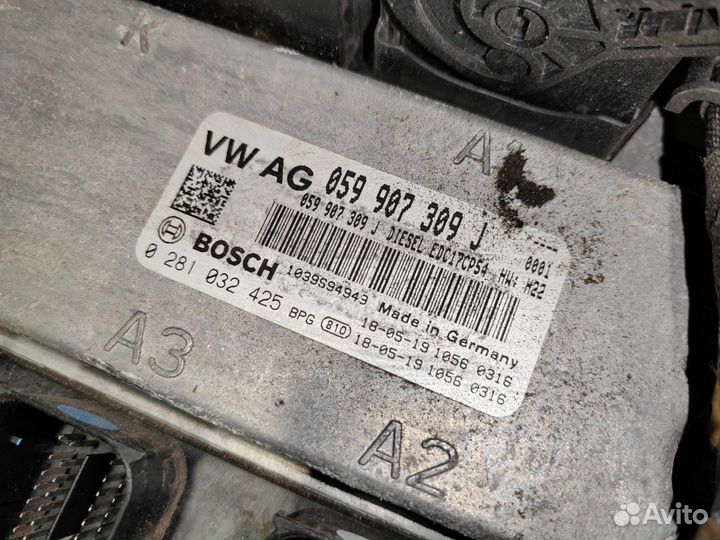 K
A
VW AG 059 907 309 J
059 907 309 J DIESEL EDC17CP54 HW: H22
---- 0001
BOSCH
1039S94943 Made in Germany
0 281 032 425 BPG 810
18-05-19 1056 0316
18-05-19 1056 0316
A3
A2
Avito